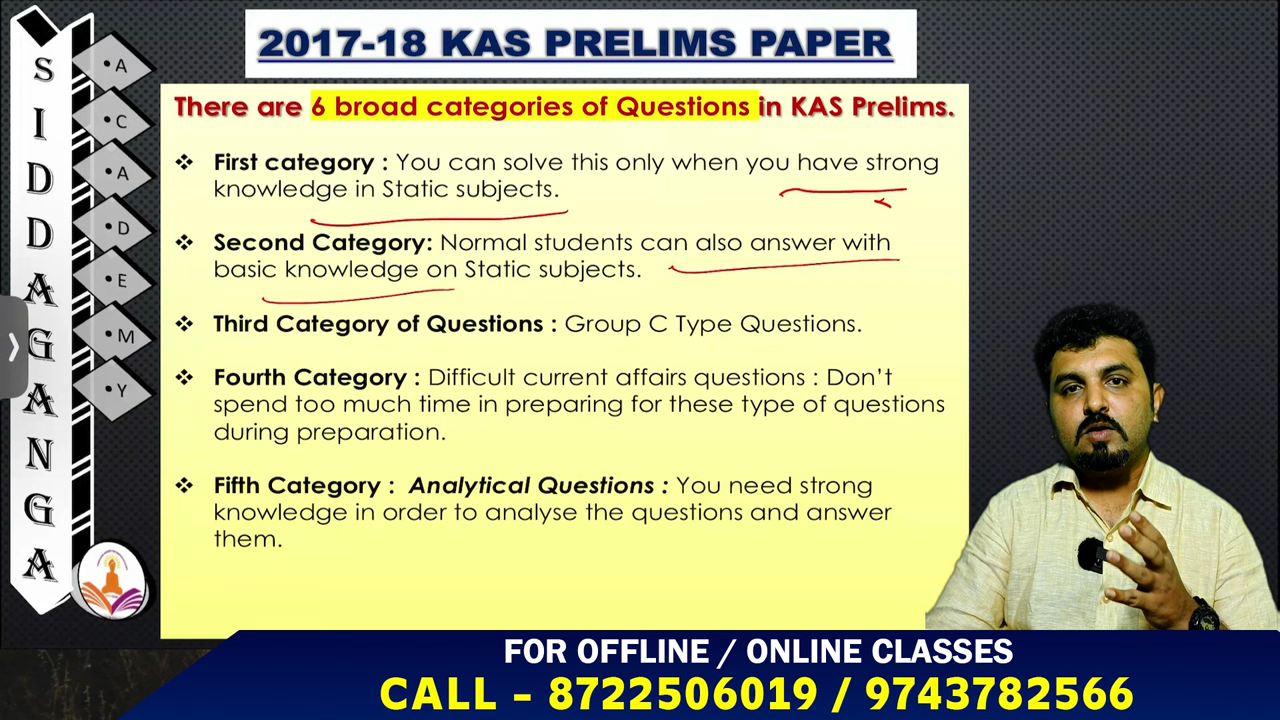 2017-18 KAS PRELIMS PAPER
There are 6 broad categories of Questions in KAS Prelims.
❖ First category : You can solve this only when you have strong
knowledge in Static subjects.
❖ Second Category: Normal students can also answer with
basic knowledge on Static subjects.
❖ Third Category of Questions : Group C Type Questions.
❖ Fourth Category : Difficult current affairs questions : Don’t
spend too much time in preparing for these type of questions
during preparation.
❖ Fifth Category : Analytical Questions : You need strong
knowledge in order to analyse the questions and answer
them.
SIDDAGANGA
• A
• C
• A
• D
• E
• M
• Y
FOR OFFLINE / ONLINE CLASSES
CALL - 8722506019 / 9743782566